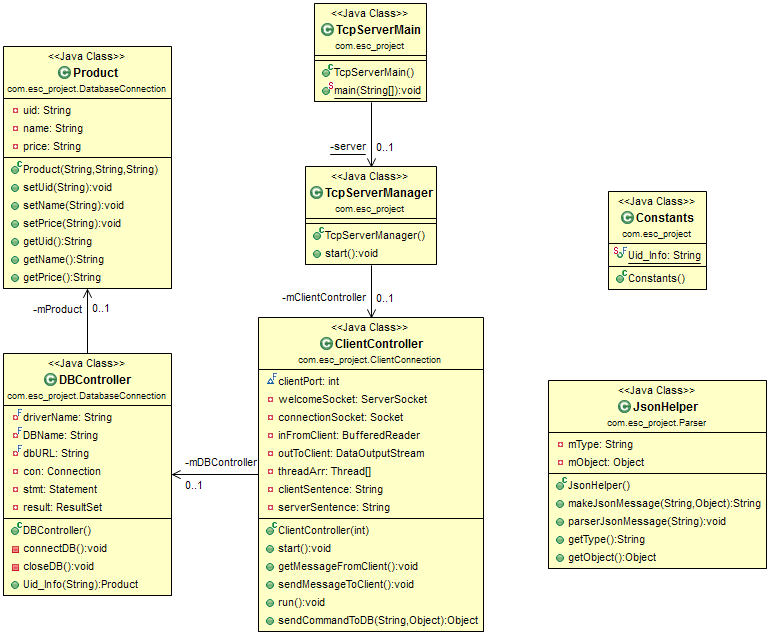 <<Java Class>>
TcpServerMain
com.esc_project
TcpServerMain()
main(String[]):void
-server
0..1
<<Java Class>>
TcpServerManager
com.esc_project
TcpServerManager()
start():void
-mClientController
0..1
<<Java Class>>
Product
com.esc_project.DatabaseConnection
uid: String
name: String
price: String
Product(String,String,String)
setUid(String):void
setName(String):void
setPrice(String):void
getUid():String
getName():String
getPrice():String
-mProduct
0..1
<<Java Class>>
DBController
com.esc_project.DatabaseConnection
driverName: String
DBName: String
dbURL: String
con: Connection
stmt: Statement
result: ResultSet
DBController()
connectDB():void
closeDB():void
Uid_Info(String):Product
-mDBController
0..1
<<Java Class>>
ClientController
com.esc_project.ClientConnection
clientPort: int
welcomeSocket: ServerSocket
connectionSocket: Socket
inFromClient: BufferedReader
outToClient: DataOutputStream
threadArr: Thread[]
clientSentence: String
serverSentence: String
ClientController(int)
start():void
getMessageFromClient():void
sendMessageToClient():void
run():void
sendCommandToDB(String,Object):Object
<<Java Class>>
Constants
com.esc_project
Uid_Info: String
Constants()
<<Java Class>>
JsonHelper
com.esc_project.Parser
mType: String
mObject: Object
JsonHelper()
makeJsonMessage(String,Object):String
parserJsonMessage(String):void
getType():String
getObject():Object